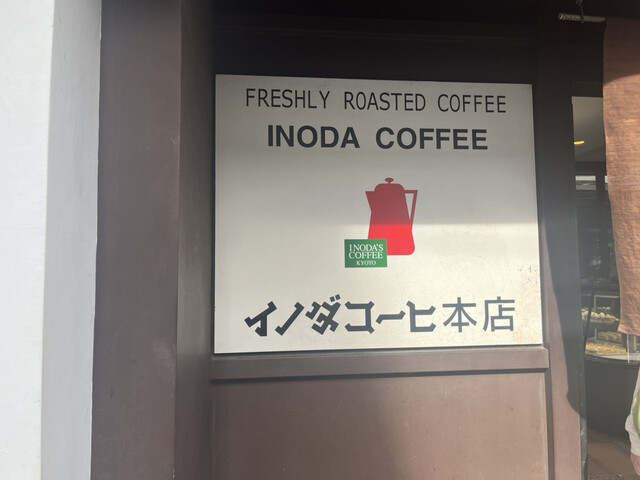 FRESHLY ROASTED COFFEE
INODA COFFEE
INODA'S
COFFEE
KYOTO
イノダコーヒ本店